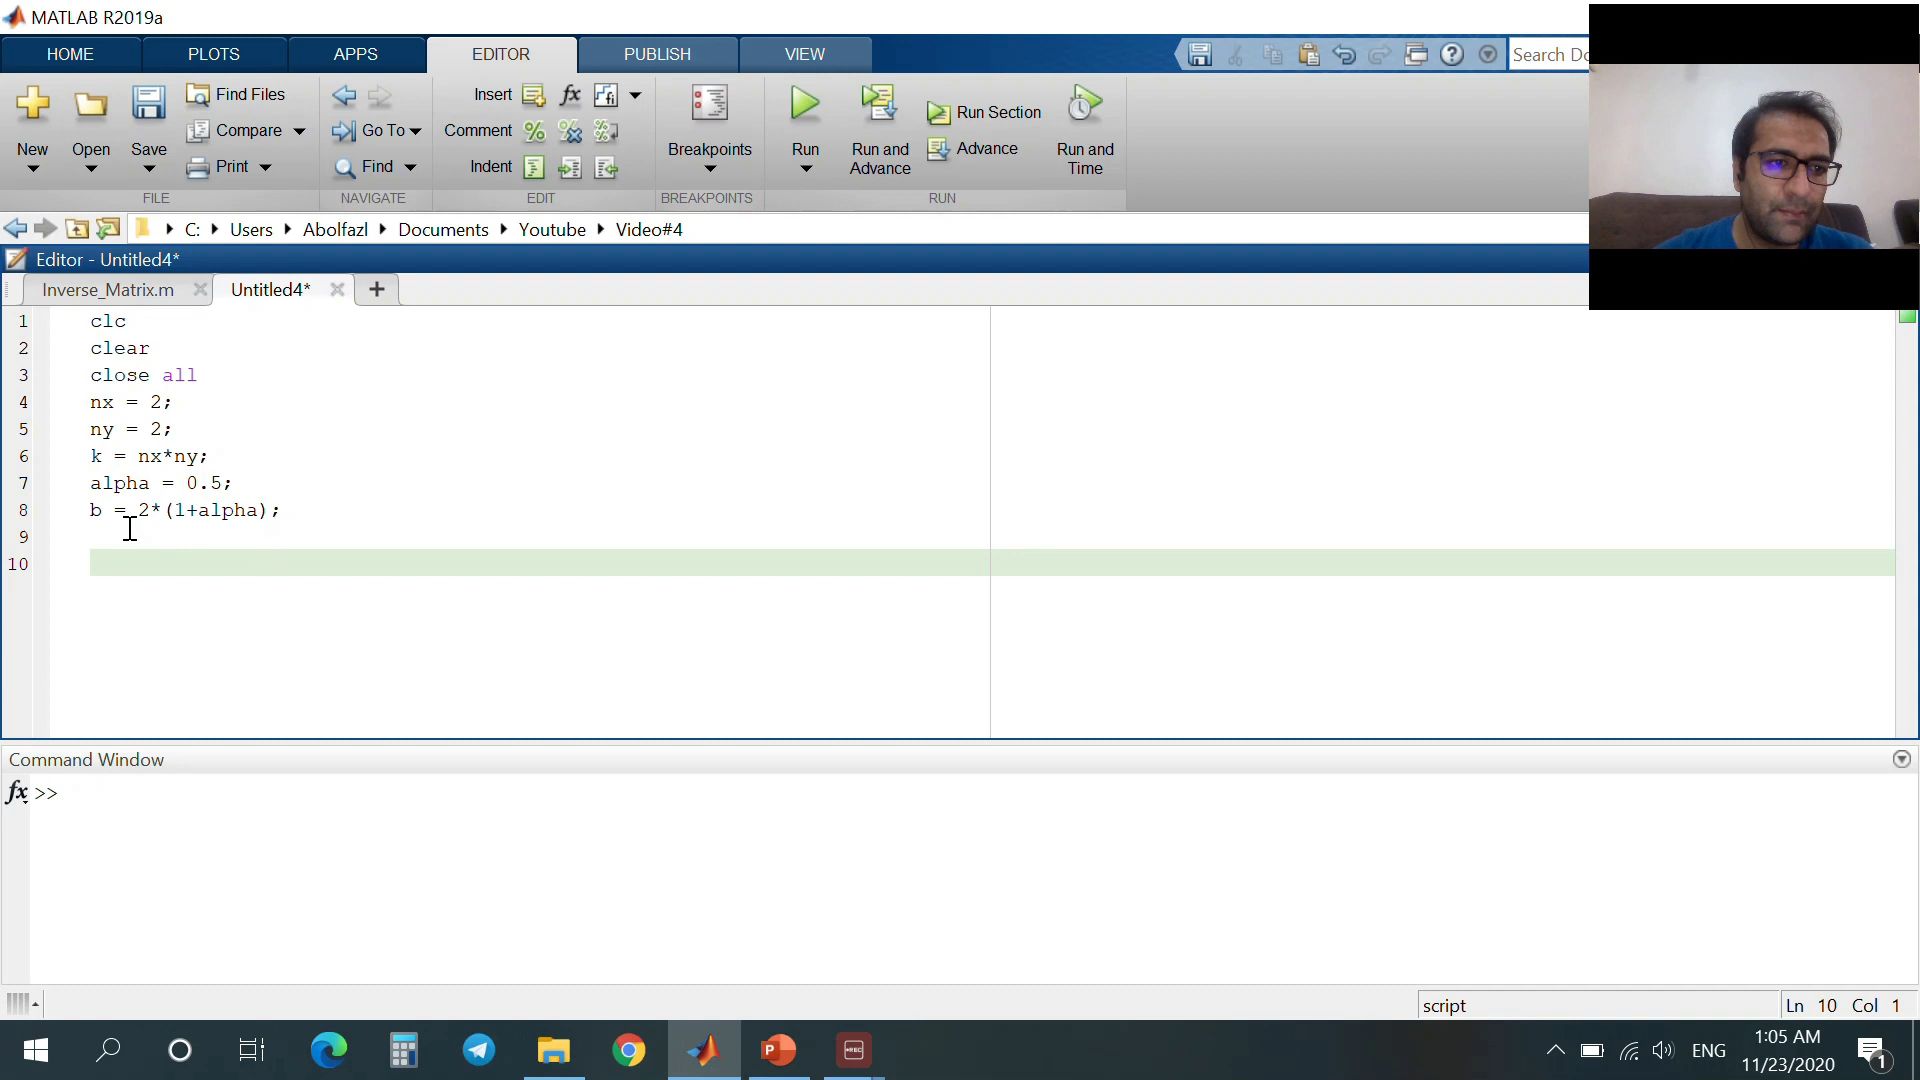 MATLAB R2019a
HOME PLOTS APPS EDITOR PUBLISH VIEW
Search Do
New Open Save Find Files Compare Print
FILE
Go To Find
NAVIGATE
Insert fx Comment Indent
EDIT
Breakpoints
BREAKPOINTS
Run Run and Advance Run Section Advance Run and Time
RUN
C: Users Abolfazl Documents Youtube Video#4
Editor - Untitled4*
Inverse_Matrix.m Untitled4*
1 clc
2 clear
3 close all
4 nx = 2;
5 ny = 2;
6 k = nx*ny;
7 alpha = 0.5;
8 b = 2*(1+alpha);
9
10
Command Window
fx >>
script Ln 10 Col 1
REC
ENG
1:05 AM
11/23/2020
1